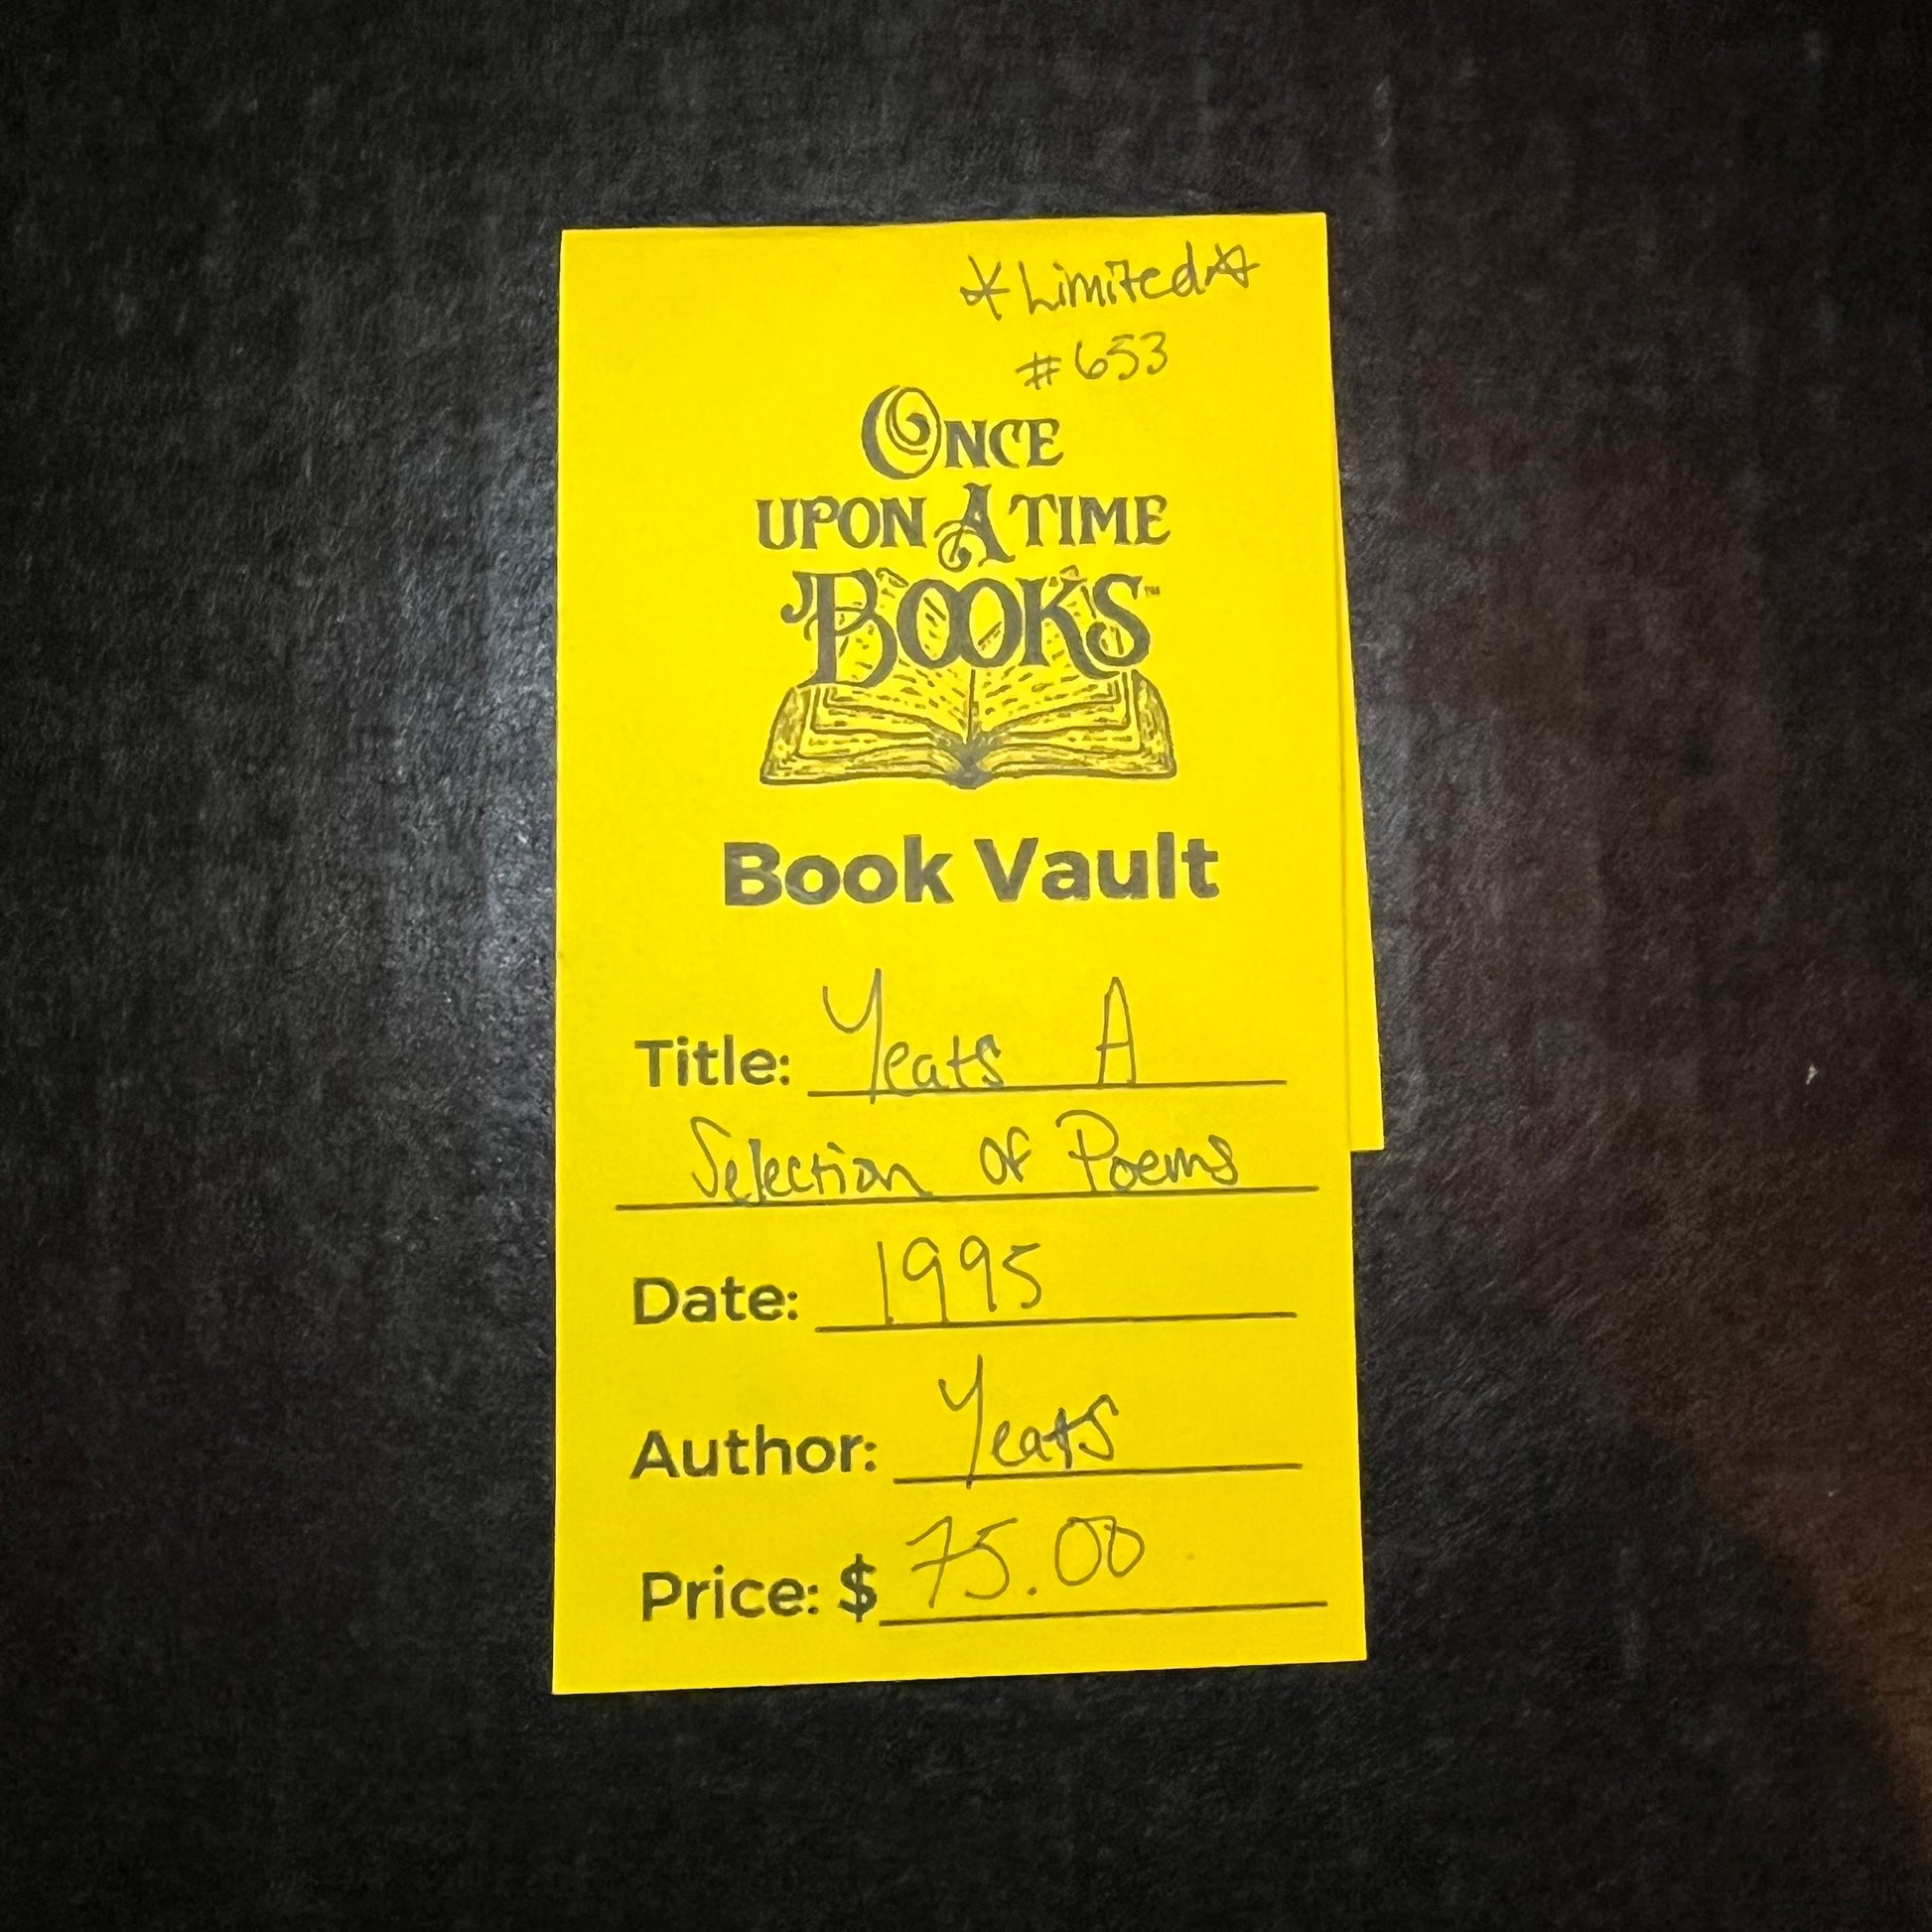 *Limited*
#653
ONCE
UPON A TIME
BOOKS™
Book Vault
Title: Yeats A
Selection of Poems
Date: 1995
Author: Yeats
Price: $75.00